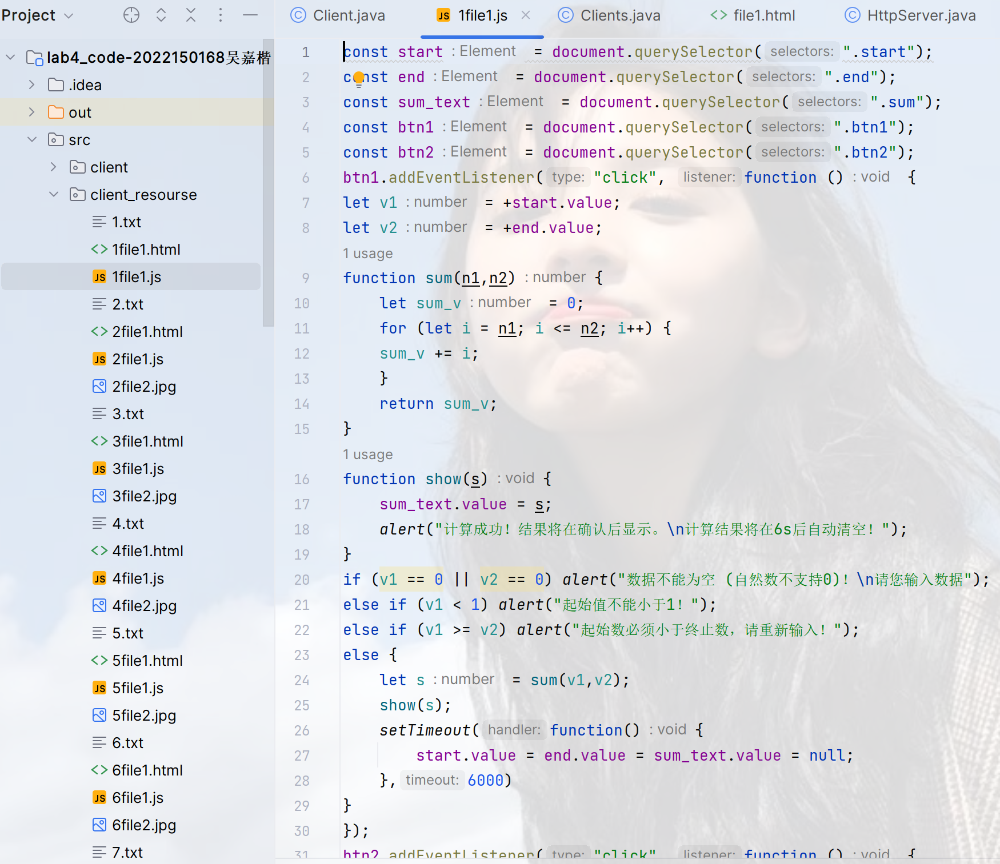 Project
Client.java
1file1.js
Clients.java
file1.html
HttpServer.java
lab4_code-2022150168吴嘉楷
.idea
out
src
client
client_resourse
1.txt
1file1.html
1file1.js
2.txt
2file1.html
2file1.js
2file2.jpg
3.txt
3file1.html
3file1.js
3file2.jpg
4.txt
4file1.html
4file1.js
4file2.jpg
5.txt
5file1.html
5file1.js
5file2.jpg
6.txt
6file1.html
6file1.js
6file2.jpg
7.txt
1 const start : Element = document.querySelector( selectors: ".start");
2 const end : Element = document.querySelector( selectors: ".end");
3 const sum_text : Element = document.querySelector( selectors: ".sum");
4 const btn1 : Element = document.querySelector( selectors: ".btn1");
5 const btn2 : Element = document.querySelector( selectors: ".btn2");
6 btn1.addEventListener( type: "click", listener: function () : void {
7 let v1 : number = +start.value;
8 let v2 : number = +end.value;
1 usage
9 function sum(n1,n2) : number {
10 let sum_v : number = 0;
11 for (let i = n1; i <= n2; i++) {
12 sum_v += i;
13 }
14 return sum_v;
15 }
1 usage
16 function show(s) : void {
17 sum_text.value = s;
18 alert("计算成功！结果将在确认后显示。\n计算结果将在6s后自动清空！");
19 }
20 if (v1 == 0 || v2 == 0) alert("数据不能为空 (自然数不支持0)！\n请您输入数据");
21 else if (v1 < 1) alert("起始值不能小于1！");
22 else if (v1 >= v2) alert("起始数必须小于终止数，请重新输入！");
23 else {
24 let s : number = sum(v1,v2);
25 show(s);
26 setTimeout( handler: function() : void {
27 start.value = end.value = sum_text.value = null;
28 }, timeout: 6000)
29 }
30 });
31 btn2.addEventListener( type: "click", listener: function () : void {